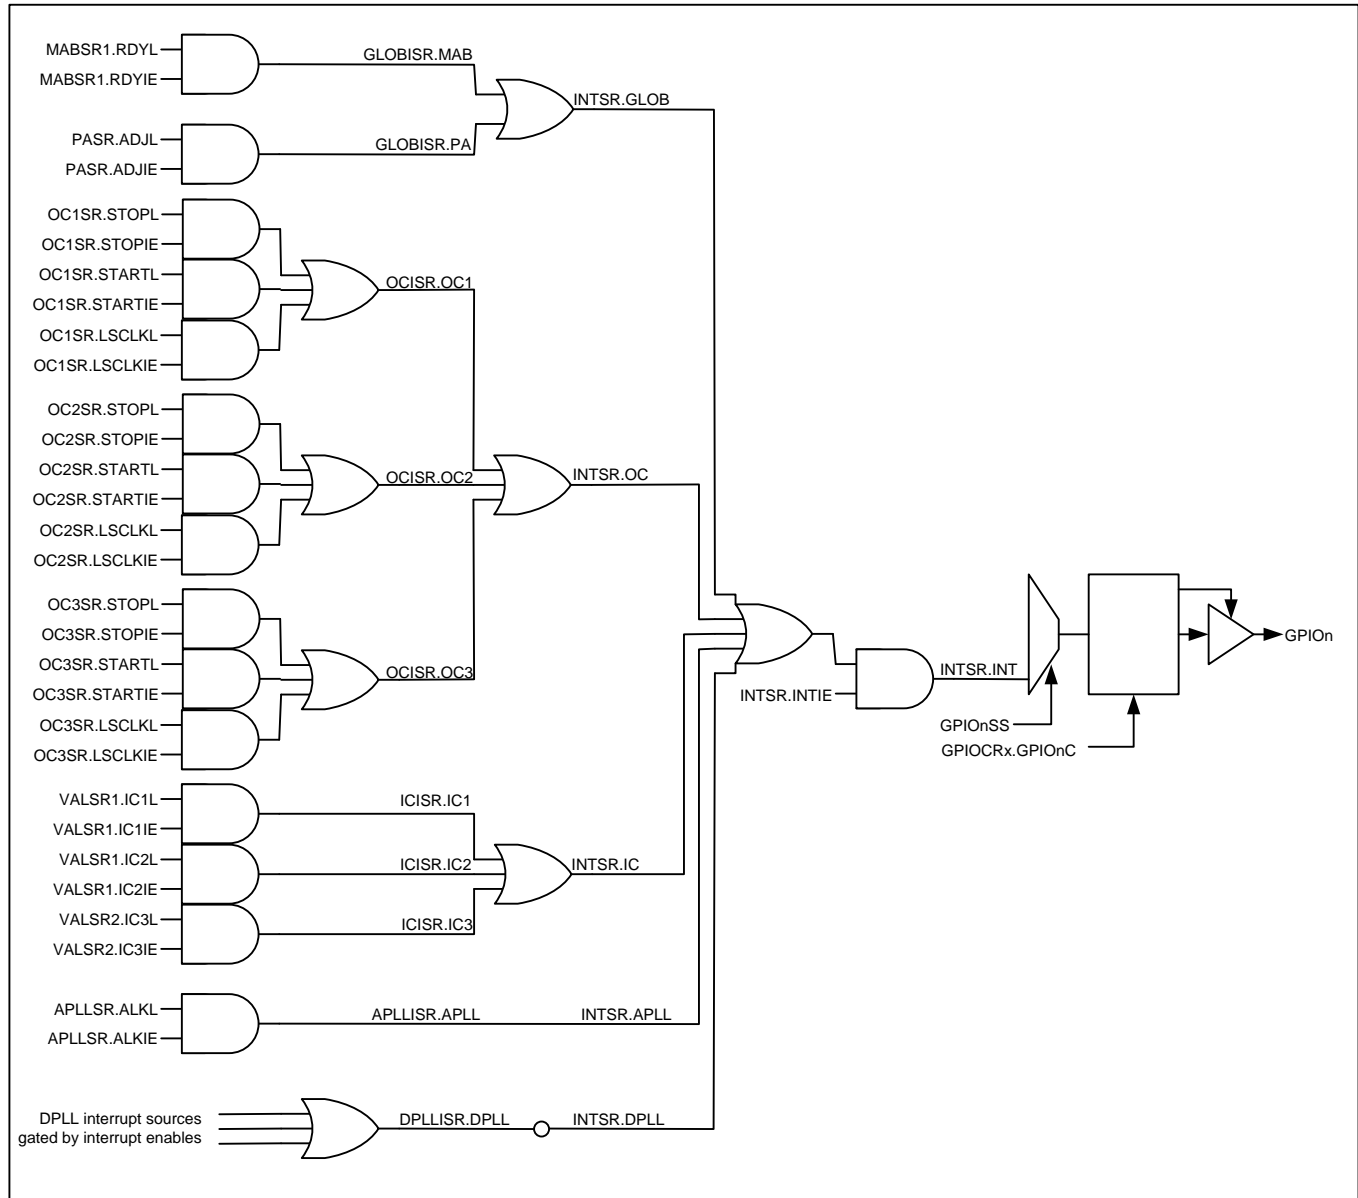 MABSR1.RDYL
MABSR1.RDYIE
GLOBISR.MAB
INTSR.GLOB
PASR.ADJL
PASR.ADJIE
GLOBISR.PA
OC1SR.STOPL
OC1SR.STOPIE
OC1SR.STARTL
OC1SR.STARTIE
OC1SR.LSCLKL
OC1SR.LSCLKIE
OCISR.OC1
OC2SR.STOPL
OC2SR.STOPIE
OC2SR.STARTL
OC2SR.STARTIE
OC2SR.LSCLKL
OC2SR.LSCLKIE
OCISR.OC2
INTSR.OC
OC3SR.STOPL
OC3SR.STOPIE
OC3SR.STARTL
OC3SR.STARTIE
OC3SR.LSCLKL
OC3SR.LSCLKIE
OCISR.OC3
INTSR.INTIE
INTSR.INT
GPIOn
GPIOnSS
GPIOCRx.GPIOnC
VALSR1.IC1L
VALSR1.IC1IE
VALSR1.IC2L
VALSR1.IC2IE
VALSR2.IC3L
VALSR2.IC3IE
ICISR.IC1
ICISR.IC2
ICISR.IC3
INTSR.IC
APLLSR.ALKL
APLLSR.ALKIE
APLLISR.APLL
INTSR.APLL
DPLL interrupt sources
gated by interrupt enables
DPLLISR.DPLL
INTSR.DPLL